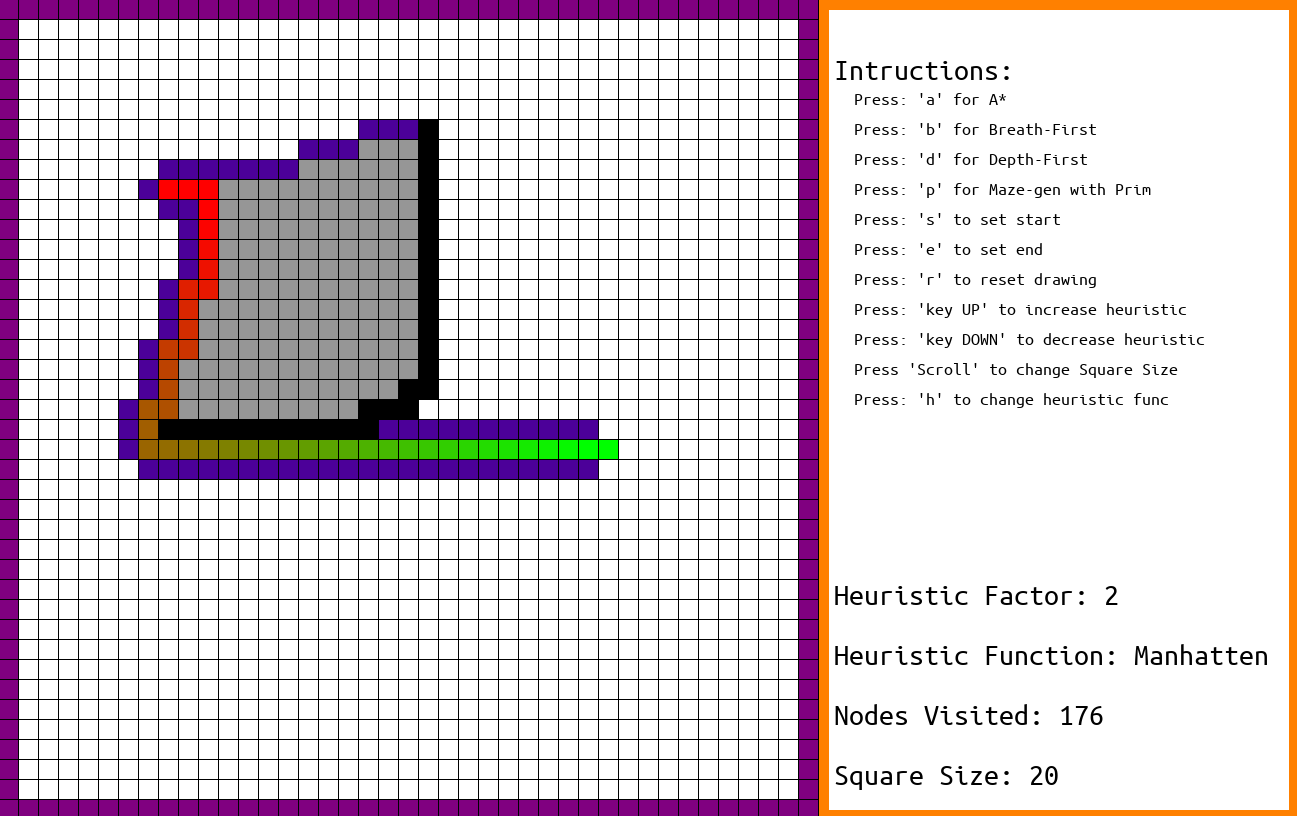 Intructions:
Press: 'a' for A*
Press: 'b' for Breath-First
Press: 'd' for Depth-First
Press: 'p' for Maze-gen with Prim
Press: 's' to set start
Press: 'e' to set end
Press: 'r' to reset drawing
Press: 'key UP' to increase heuristic
Press: 'key DOWN' to decrease heuristic
Press 'Scroll' to change Square Size
Press: 'h' to change heuristic func
Heuristic Factor: 2
Heuristic Function: Manhatten
Nodes Visited: 176
Square Size: 20